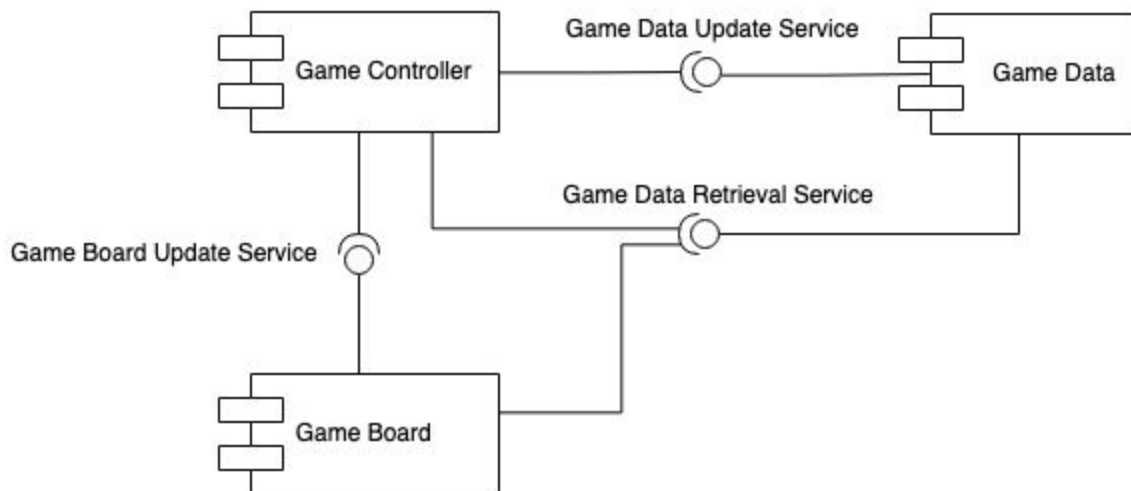 Game Data Update Service
Game Controller
Game Data
Game Data Retrieval Service
Game Board Update Service
Game Board